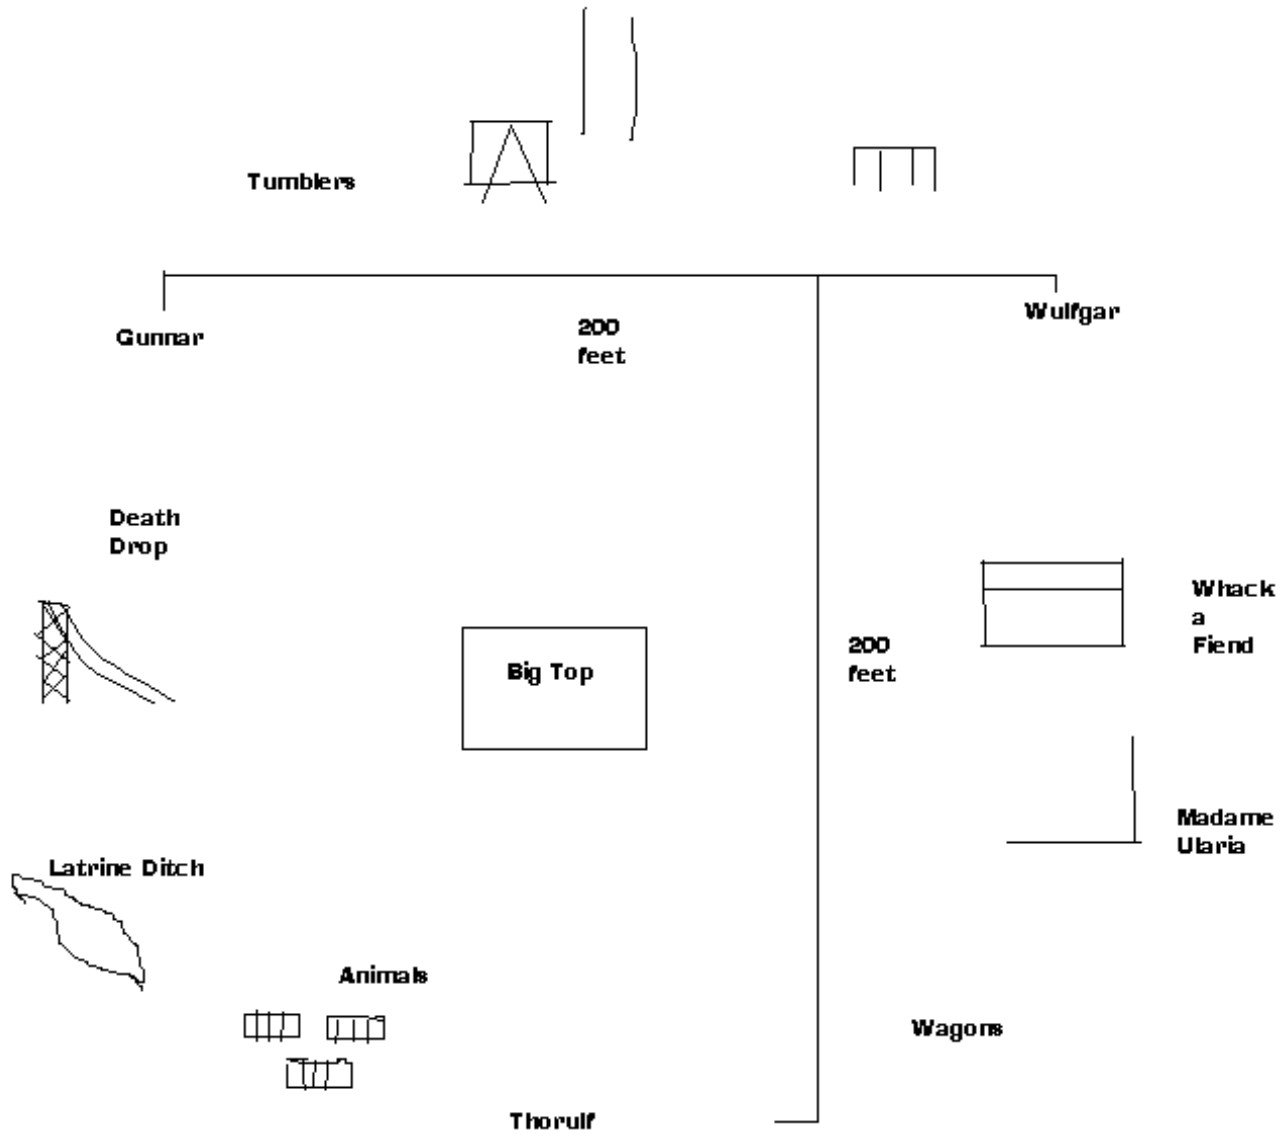 Tumblers
Gunnar
200
feet
Wulfgar
Death
Drop
Big Top
200
feet
Whack
a
Fiend
Madame
Ularia
Latrine Ditch
Animals
Wagons
Thorulf